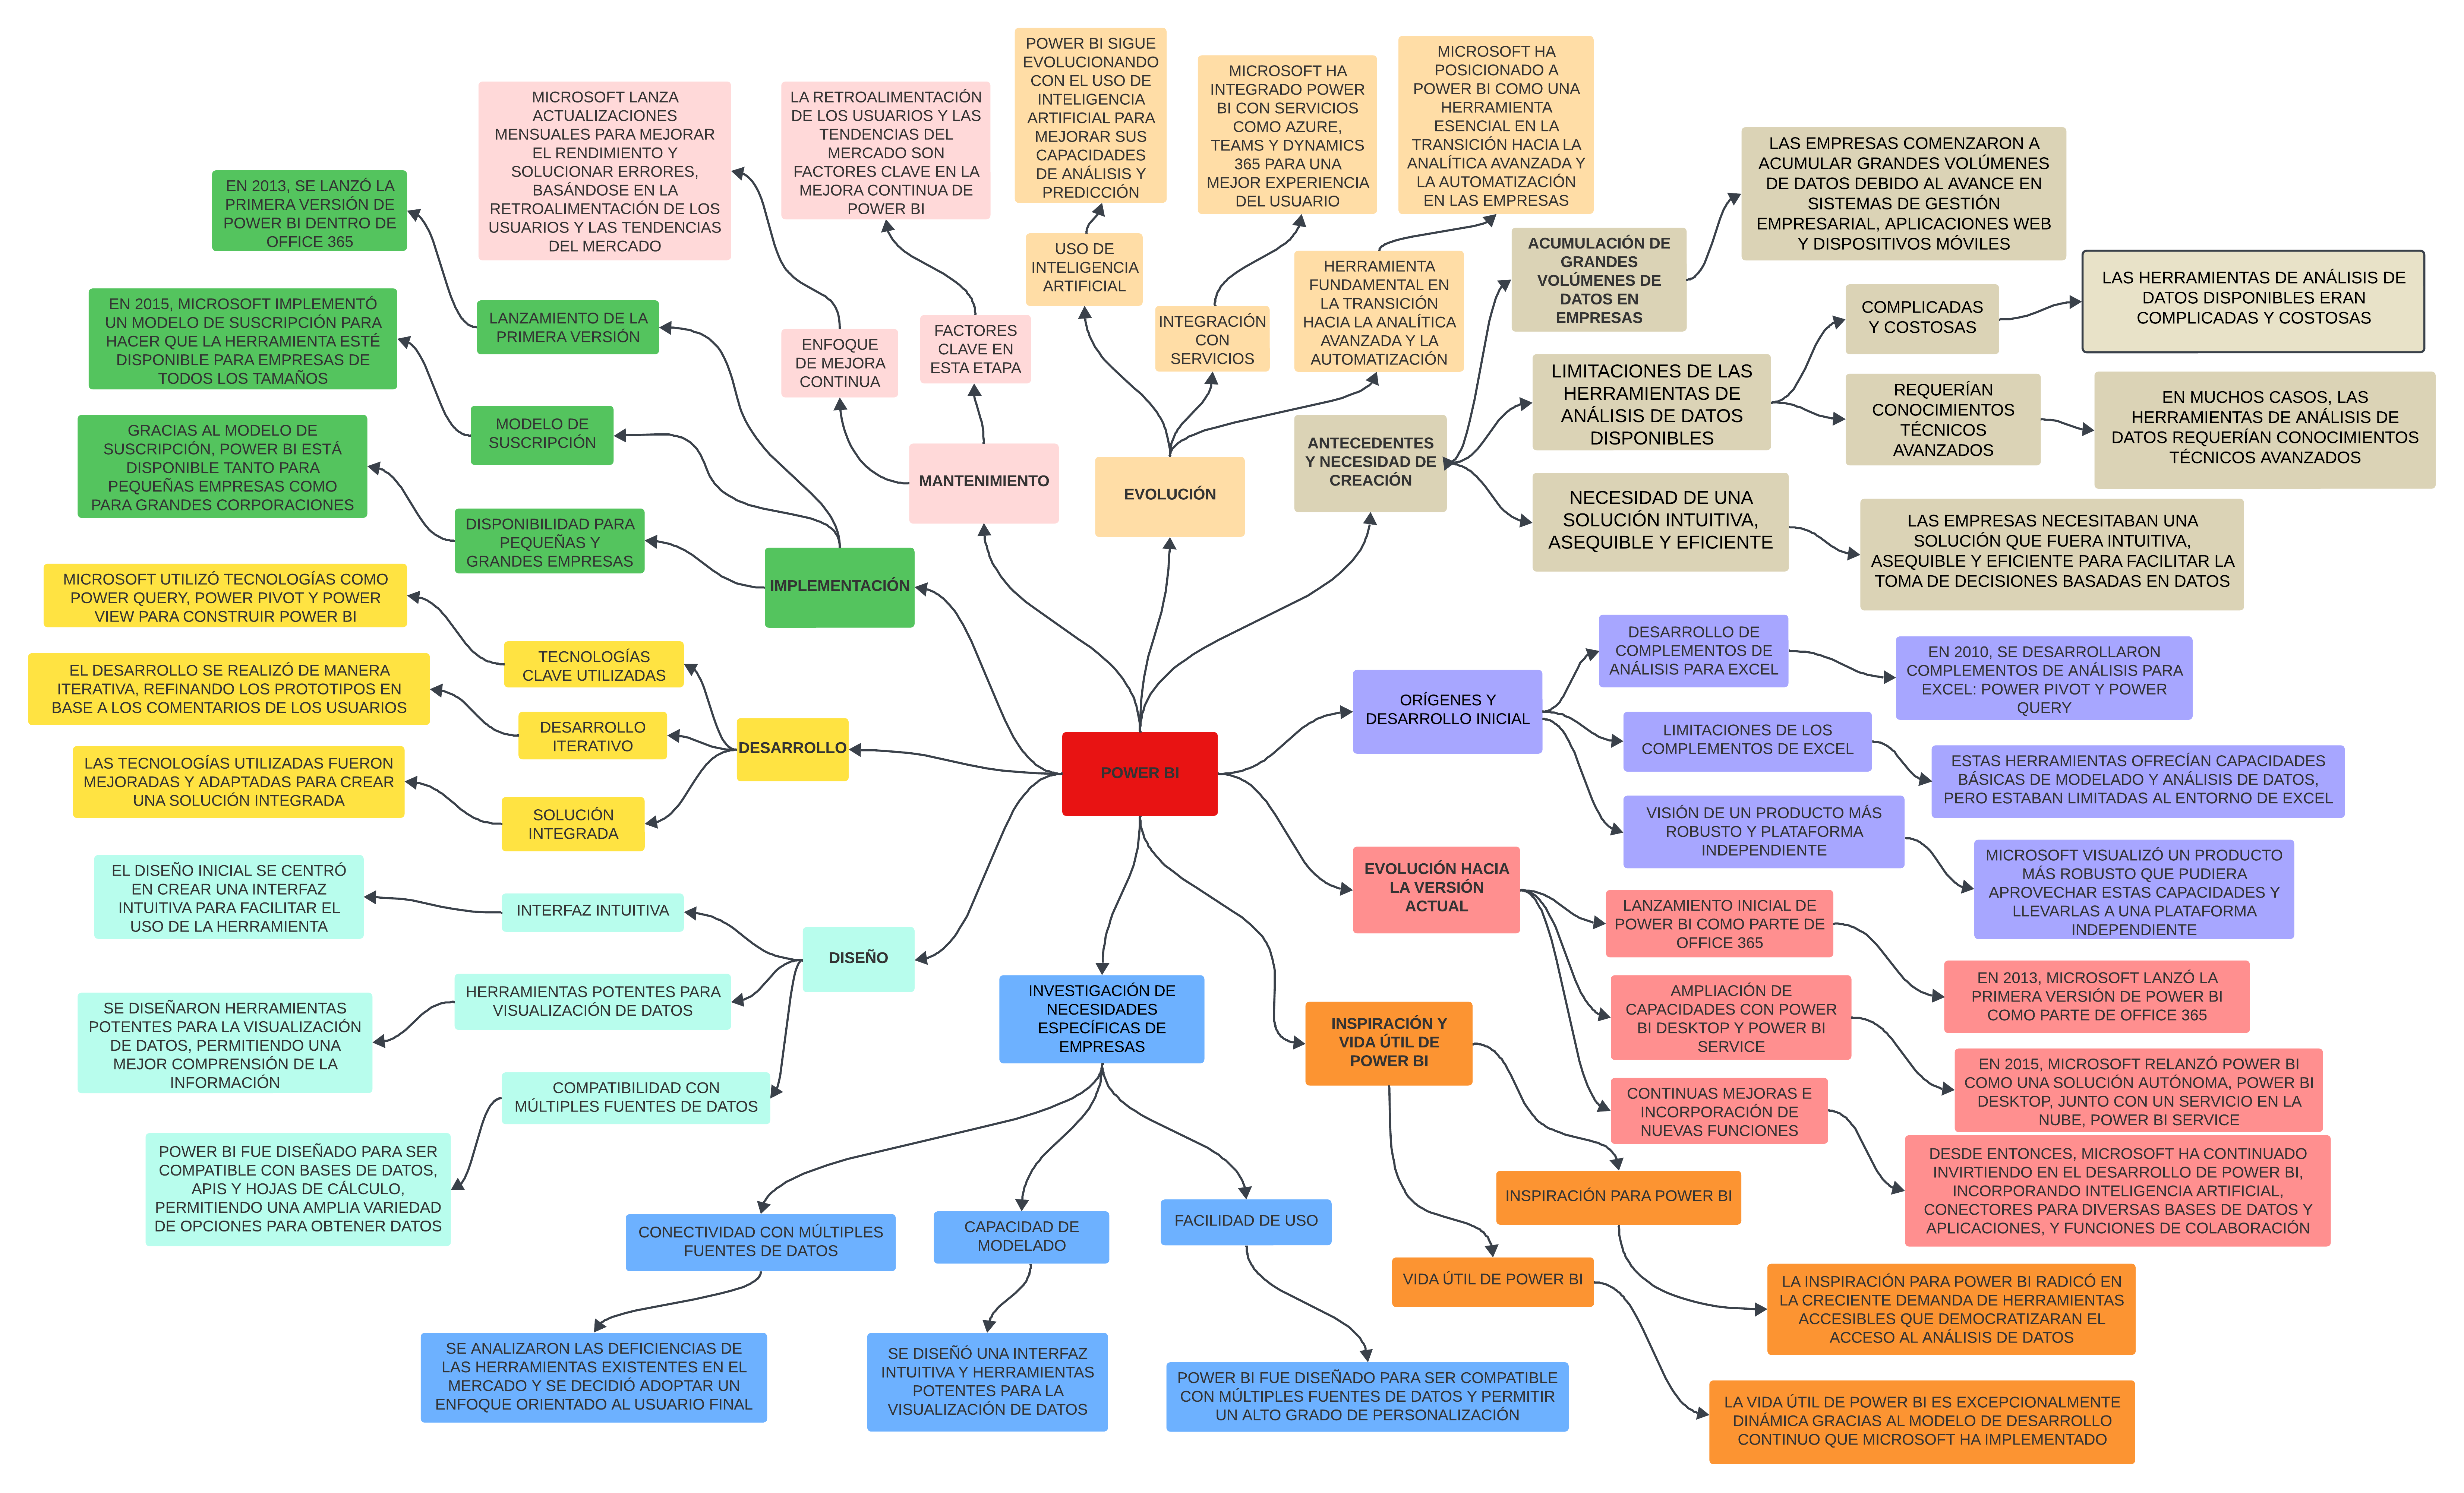 POWER BI SIGUE
EVOLUCIONANDO
CON EL USO DE
INTELIGENCIA
ARTIFICIAL PARA
MEJORAR SUS
CAPACIDADES
DE ANÁLISIS Y
PREDICCIÓN
MICROSOFT HA
INTEGRADO POWER
BI CON SERVICIOS
COMO AZURE,
TEAMS Y DYNAMICS
365 PARA UNA
MEJOR EXPERIENCIA
DEL USUARIO
MICROSOFT HA
POSICIONADO A
POWER BI COMO UNA
HERRAMIENTA
ESENCIAL EN LA
TRANSICIÓN HACIA LA
ANALÍTICA AVANZADA Y
LA AUTOMATIZACIÓN
EN LAS EMPRESAS
MICROSOFT LANZA
ACTUALIZACIONES
MENSUALES PARA MEJORAR
EL RENDIMIENTO Y
SOLUCIONAR ERRORES,
BASÁNDOSE EN LA
RETROALIMENTACIÓN DE LOS
USUARIOS Y LAS TENDENCIAS
DEL MERCADO
LA RETROALIMENTACIÓN
DE LOS USUARIOS Y LAS
TENDENCIAS DEL
MERCADO SON
FACTORES CLAVE EN LA
MEJORA CONTINUA DE
POWER BI
USO DE
INTELIGENCIA
ARTIFICIAL
INTEGRACIÓN
CON
SERVICIOS
HERRAMIENTA
FUNDAMENTAL EN
LA TRANSICIÓN
HACIA LA ANALÍTICA
AVANZADA Y LA
AUTOMATIZACIÓN
ENFOQUE
DE MEJORA
CONTINUA
FACTORES
CLAVE EN
ESTA ETAPA
MANTENIMIENTO
EVOLUCIÓN
ANTECEDENTES
Y NECESIDAD DE
CREACIÓN
ACUMULACIÓN DE
GRANDES
VOLÚMENES DE
DATOS EN
EMPRESAS
LAS EMPRESAS COMENZARON A
ACUMULAR GRANDES VOLÚMENES
DE DATOS DEBIDO AL AVANCE EN
SISTEMAS DE GESTIÓN
EMPRESARIAL, APLICACIONES WEB
Y DISPOSITIVOS MÓVILES
LIMITACIONES DE LAS
HERRAMIENTAS DE
ANÁLISIS DE DATOS
DISPONIBLES
COMPLICADAS
Y COSTOSAS
LAS HERRAMIENTAS DE ANÁLISIS DE
DATOS DISPONIBLES ERAN
COMPLICADAS Y COSTOSAS
REQUERÍAN
CONOCIMIENTOS
TÉCNICOS
AVANZADOS
EN MUCHOS CASOS, LAS
HERRAMIENTAS DE ANÁLISIS DE
DATOS REQUERÍAN CONOCIMIENTOS
TÉCNICOS AVANZADOS
NECESIDAD DE UNA
SOLUCIÓN INTUITIVA,
ASEQUIBLE Y EFICIENTE
LAS EMPRESAS NECESITABAN UNA
SOLUCIÓN QUE FUERA INTUITIVA,
ASEQUIBLE Y EFICIENTE PARA FACILITAR LA
TOMA DE DECISIONES BASADAS EN DATOS
EN 2013, SE LANZÓ LA
PRIMERA VERSIÓN DE
POWER BI DENTRO DE
OFFICE 365
LANZAMIENTO DE LA
PRIMERA VERSIÓN
EN 2015, MICROSOFT IMPLEMENTÓ
UN MODELO DE SUSCRIPCIÓN PARA
HACER QUE LA HERRAMIENTA ESTÉ
DISPONIBLE PARA EMPRESAS DE
TODOS LOS TAMAÑOS
MODELO DE
SUSCRIPCIÓN
GRACIAS AL MODELO DE
SUSCRIPCIÓN, POWER BI ESTÁ
DISPONIBLE TANTO PARA
PEQUEÑAS EMPRESAS COMO
PARA GRANDES CORPORACIONES
DISPONIBILIDAD PARA
PEQUEÑAS Y
GRANDES EMPRESAS
IMPLEMENTACIÓN
MICROSOFT UTILIZÓ TECNOLOGÍAS COMO
POWER QUERY, POWER PIVOT Y POWER
VIEW PARA CONSTRUIR POWER BI
TECNOLOGÍAS
CLAVE UTILIZADAS
EL DESARROLLO SE REALIZÓ DE MANERA
ITERATIVA, REFINANDO LOS PROTOTIPOS EN
BASE A LOS COMENTARIOS DE LOS USUARIOS
DESARROLLO
ITERATIVO
LAS TECNOLOGÍAS UTILIZADAS FUERON
MEJORADAS Y ADAPTADAS PARA CREAR
UNA SOLUCIÓN INTEGRADA
SOLUCIÓN
INTEGRADA
DESARROLLO
POWER BI
ORÍGENES Y
DESARROLLO INICIAL
DESARROLLO DE
COMPLEMENTOS DE
ANÁLISIS PARA EXCEL
EN 2010, SE DESARROLLARON
COMPLEMENTOS DE ANÁLISIS PARA
EXCEL: POWER PIVOT Y POWER
QUERY
LIMITACIONES DE LOS
COMPLEMENTOS DE EXCEL
ESTAS HERRAMIENTAS OFRECÍAN CAPACIDADES
BÁSICAS DE MODELADO Y ANÁLISIS DE DATOS,
PERO ESTABAN LIMITADAS AL ENTORNO DE EXCEL
VISIÓN DE UN PRODUCTO MÁS
ROBUSTO Y PLATAFORMA
INDEPENDIENTE
MICROSOFT VISUALIZÓ UN PRODUCTO
MÁS ROBUSTO QUE PUDIERA
APROVECHAR ESTAS CAPACIDADES Y
LLEVARLAS A UNA PLATAFORMA
INDEPENDIENTE
EVOLUCIÓN HACIA
LA VERSIÓN
ACTUAL
LANZAMIENTO INICIAL DE
POWER BI COMO PARTE DE
OFFICE 365
EN 2013, MICROSOFT LANZÓ LA
PRIMERA VERSIÓN DE POWER BI
COMO PARTE DE OFFICE 365
AMPLIACIÓN DE
CAPACIDADES CON POWER
BI DESKTOP Y POWER BI
SERVICE
EN 2015, MICROSOFT RELANZÓ POWER BI
COMO UNA SOLUCIÓN AUTÓNOMA, POWER BI
DESKTOP, JUNTO CON UN SERVICIO EN LA
NUBE, POWER BI SERVICE
CONTINUAS MEJORAS E
INCORPORACIÓN DE
NUEVAS FUNCIONES
DESDE ENTONCES, MICROSOFT HA CONTINUADO
INVIRTIENDO EN EL DESARROLLO DE POWER BI,
INCORPORANDO INTELIGENCIA ARTIFICIAL,
CONECTORES PARA DIVERSAS BASES DE DATOS Y
APLICACIONES, Y FUNCIONES DE COLABORACIÓN
EL DISEÑO INICIAL SE CENTRÓ
EN CREAR UNA INTERFAZ
INTUITIVA PARA FACILITAR EL
USO DE LA HERRAMIENTA
INTERFAZ INTUITIVA
DISEÑO
SE DISEÑARON HERRAMIENTAS
POTENTES PARA LA VISUALIZACIÓN
DE DATOS, PERMITIENDO UNA
MEJOR COMPRENSIÓN DE LA
INFORMACIÓN
HERRAMIENTAS POTENTES PARA
VISUALIZACIÓN DE DATOS
COMPATIBILIDAD CON
MÚLTIPLES FUENTES DE DATOS
POWER BI FUE DISEÑADO PARA SER
COMPATIBLE CON BASES DE DATOS,
APIS Y HOJAS DE CÁLCULO,
PERMITIENDO UNA AMPLIA VARIEDAD
DE OPCIONES PARA OBTENER DATOS
INVESTIGACIÓN DE
NECESIDADES
ESPECÍFICAS DE
EMPRESAS
CONECTIVIDAD CON MÚLTIPLES
FUENTES DE DATOS
CAPACIDAD DE
MODELADO
FACILIDAD DE USO
SE ANALIZARON LAS DEFICIENCIAS DE
LAS HERRAMIENTAS EXISTENTES EN EL
MERCADO Y SE DECIDIÓ ADOPTAR UN
ENFOQUE ORIENTADO AL USUARIO FINAL
SE DISEÑÓ UNA INTERFAZ
INTUITIVA Y HERRAMIENTAS
POTENTES PARA LA
VISUALIZACIÓN DE DATOS
POWER BI FUE DISEÑADO PARA SER COMPATIBLE
CON MÚLTIPLES FUENTES DE DATOS Y PERMITIR
UN ALTO GRADO DE PERSONALIZACIÓN
INSPIRACIÓN Y
VIDA ÚTIL DE
POWER BI
INSPIRACIÓN PARA POWER BI
VIDA ÚTIL DE POWER BI
LA INSPIRACIÓN PARA POWER BI RADICÓ EN
LA CRECIENTE DEMANDA DE HERRAMIENTAS
ACCESIBLES QUE DEMOCRATIZARAN EL
ACCESO AL ANÁLISIS DE DATOS
LA VIDA ÚTIL DE POWER BI ES EXCEPCIONALMENTE
DINÁMICA GRACIAS AL MODELO DE DESARROLLO
CONTINUO QUE MICROSOFT HA IMPLEMENTADO